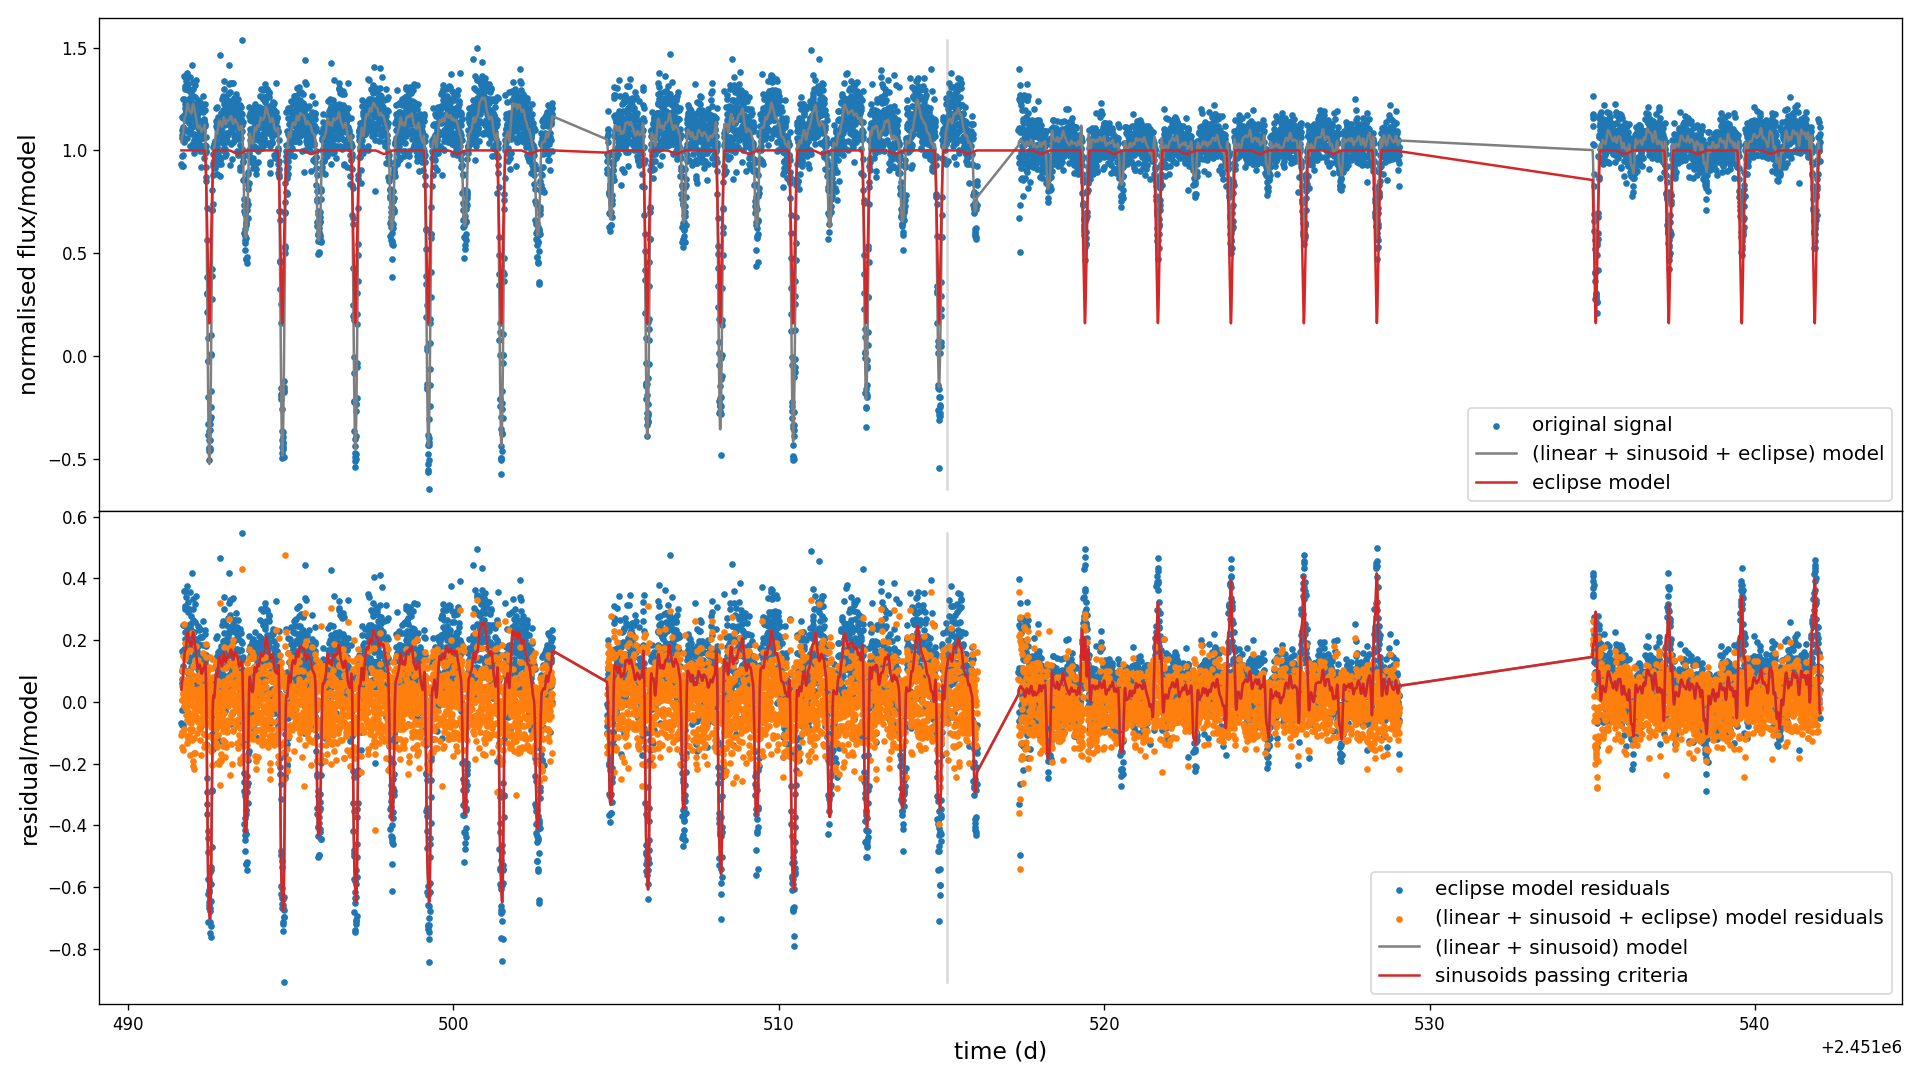 1.5
1.0
0.5
0.0
−0.5
normalised flux/model
original signal
(linear + sinusoid + eclipse) model
eclipse model
0.6
0.4
0.2
0.0
−0.2
−0.4
−0.6
−0.8
residual/model
eclipse model residuals
(linear + sinusoid + eclipse) model residuals
(linear + sinusoid) model
sinusoids passing criteria
490
500
510
520
530
540
time (d)
+2.451e6